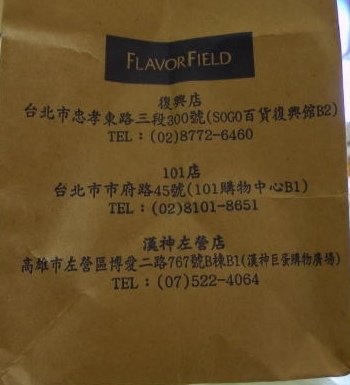 FLAVORFIELD
復興店
台北市忠孝東路三段300號(SOGO百貨復興館B2)
TEL：(02)8772-6460
101店
台北市市府路45號(101購物中心B1)
TEL：(02)8101-8651
漢神左營店
高雄市左營區博愛二路767號B棟B1(漢神巨蛋購物廣場)
TEL：(07)522-4064